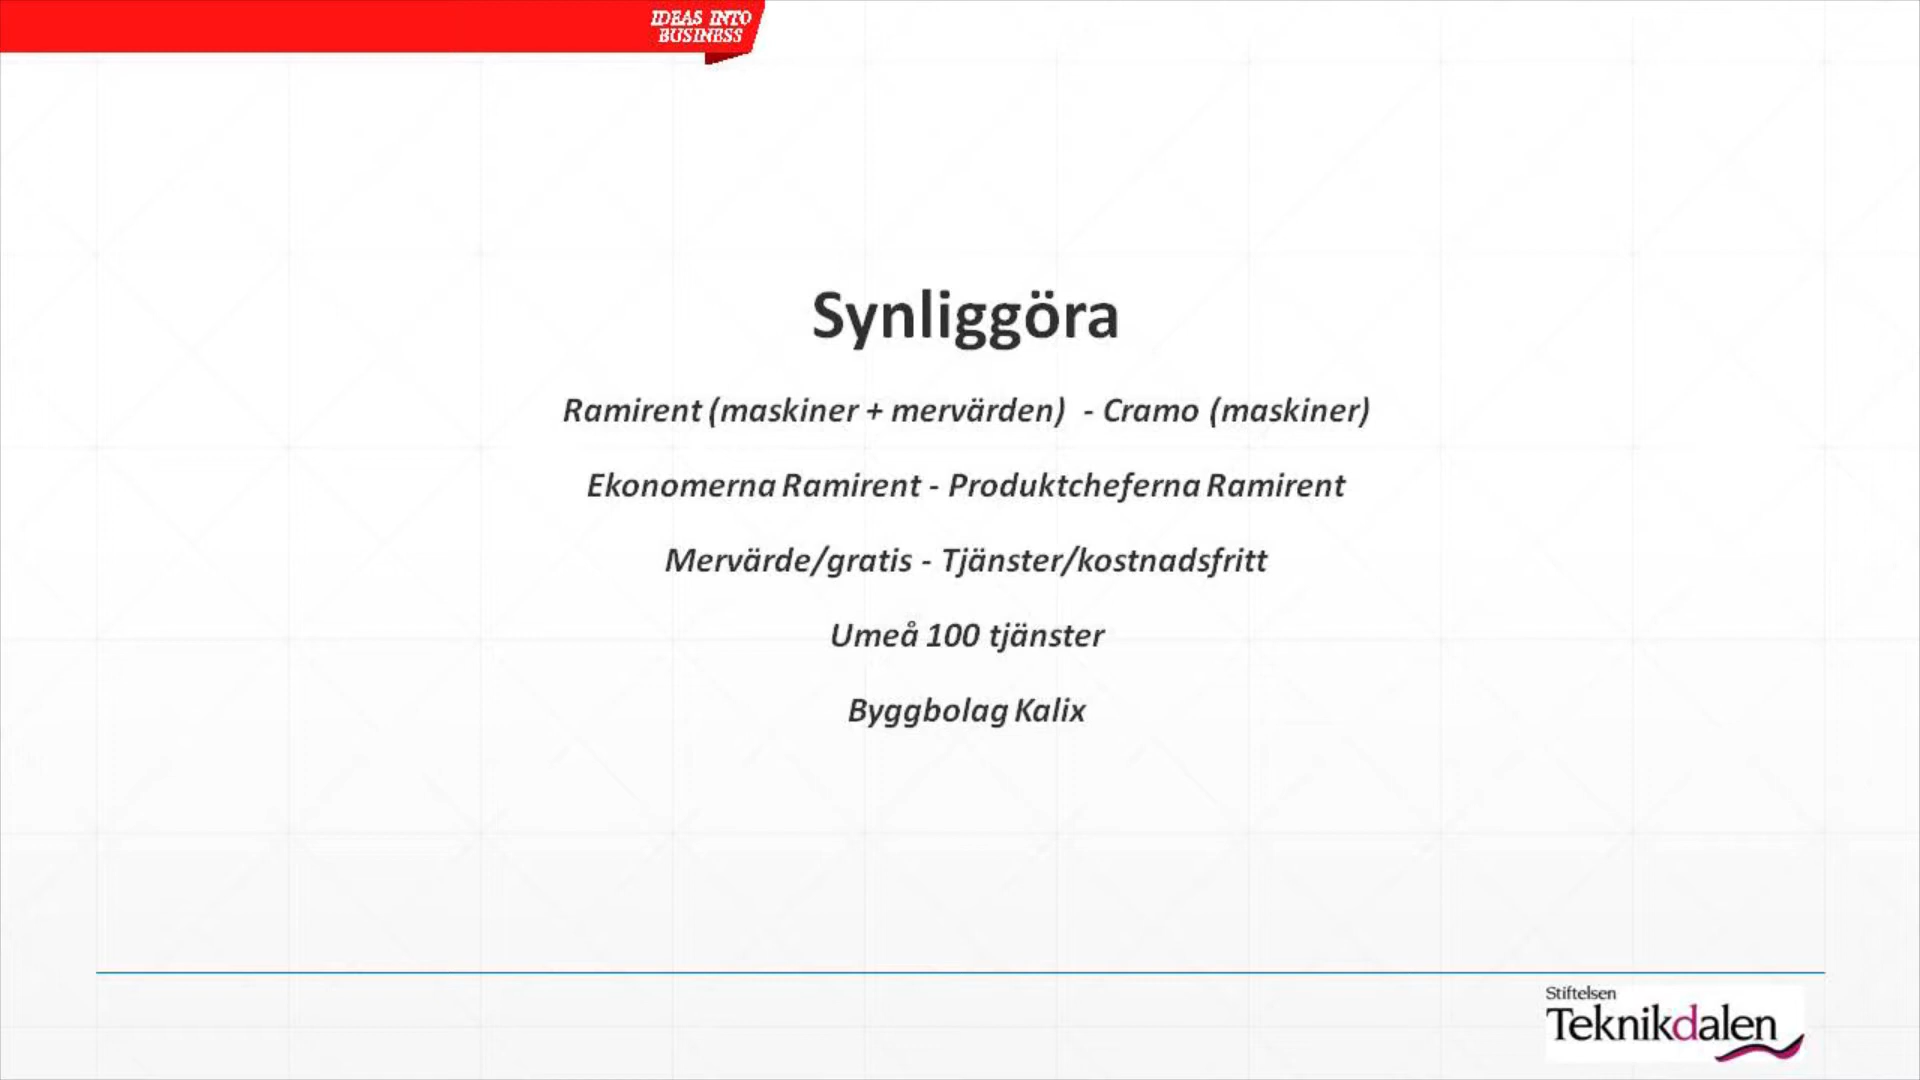 IDEAS INTO
BUSINESS
Synliggöra
Ramirent (maskiner + mervärden) - Cramo (maskiner)
Ekonomerna Ramirent - Produktcheferna Ramirent
Mervärde/gratis - Tjänster/kostnadsfritt
Umeå 100 tjänster
Byggbolag Kalix
Stiftelsen
Teknikdalen